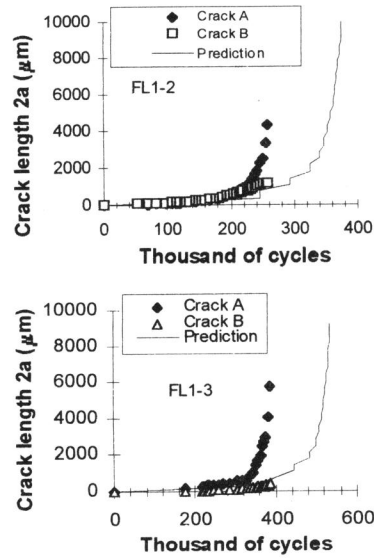 Crack length 2a (μm)
10000
8000
6000
4000
2000
0
Crack A
Crack B
Prediction
FL1-2
0 100 200 300 400
Thousand of cycles
Crack length 2a (μm)
10000
8000
6000
4000
2000
0
Crack A
Crack B
Prediction
FL1-3
0 200 400 600
Thousand of cycles